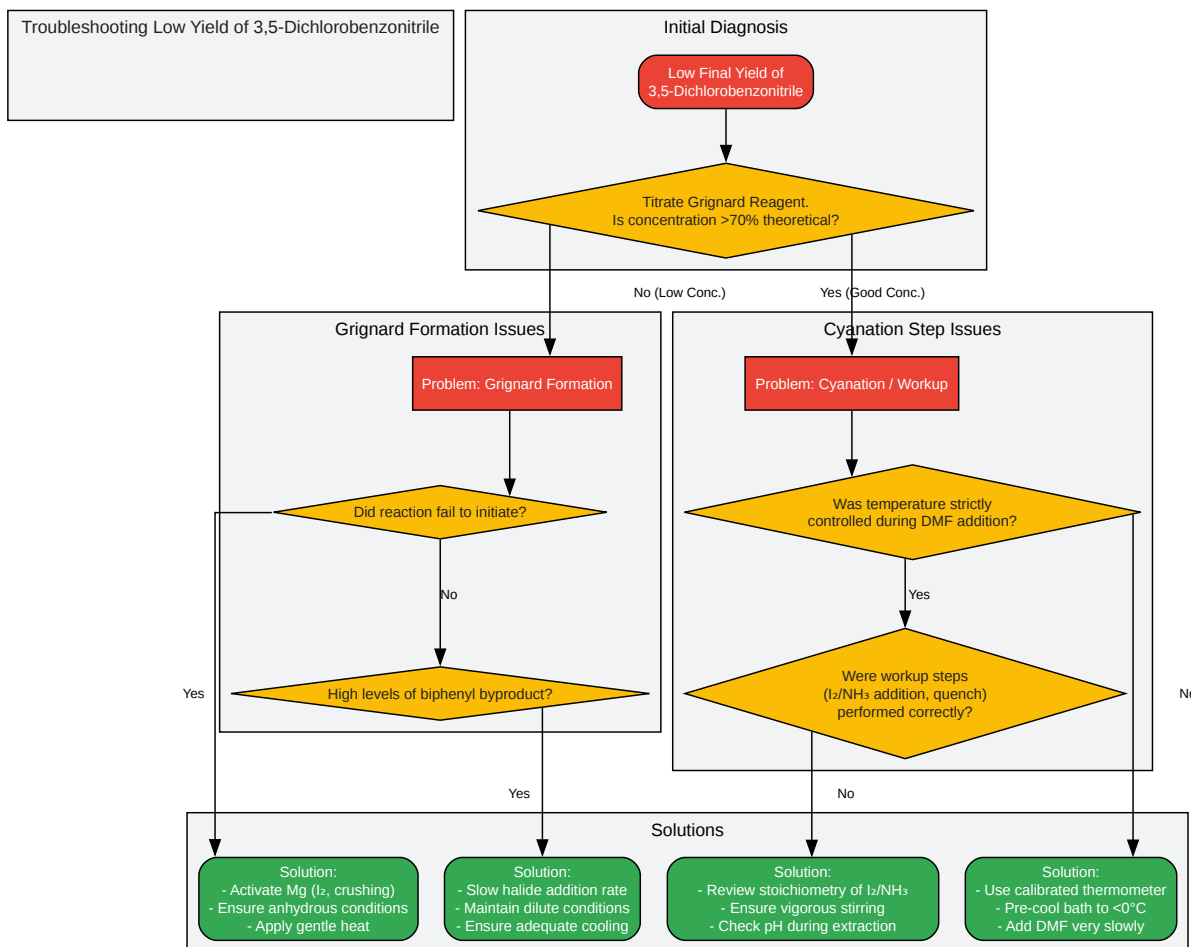 Troubleshooting Low Yield of 3,5-Dichlorobenzonitrile
Initial Diagnosis
Low Final Yield of
3,5-Dichlorobenzonitrile
Titrate Grignard Reagent.
Is concentration >70% theoretical?
No (Low Conc.)
Yes (Good Conc.)
Grignard Formation Issues
Cyanation Step Issues
Problem: Grignard Formation
Problem: Cyanation / Workup
Did reaction fail to initiate?
Was temperature strictly
controlled during DMF addition?
No
Yes
High levels of biphenyl byproduct?
Were workup steps
(I₂/NH₃ addition, quench)
performed correctly?
Yes
No
Yes
No
Solutions
Solution:
- Activate Mg (I₂, crushing)
- Ensure anhydrous conditions
- Apply gentle heat
Solution:
- Slow halide addition rate
- Maintain dilute conditions
- Ensure adequate cooling
Solution:
- Review stoichiometry of I₂/NH₃
- Ensure vigorous stirring
- Check pH during extraction
Solution:
- Use calibrated thermometer
- Pre-cool bath to <0°C
- Add DMF very slowly